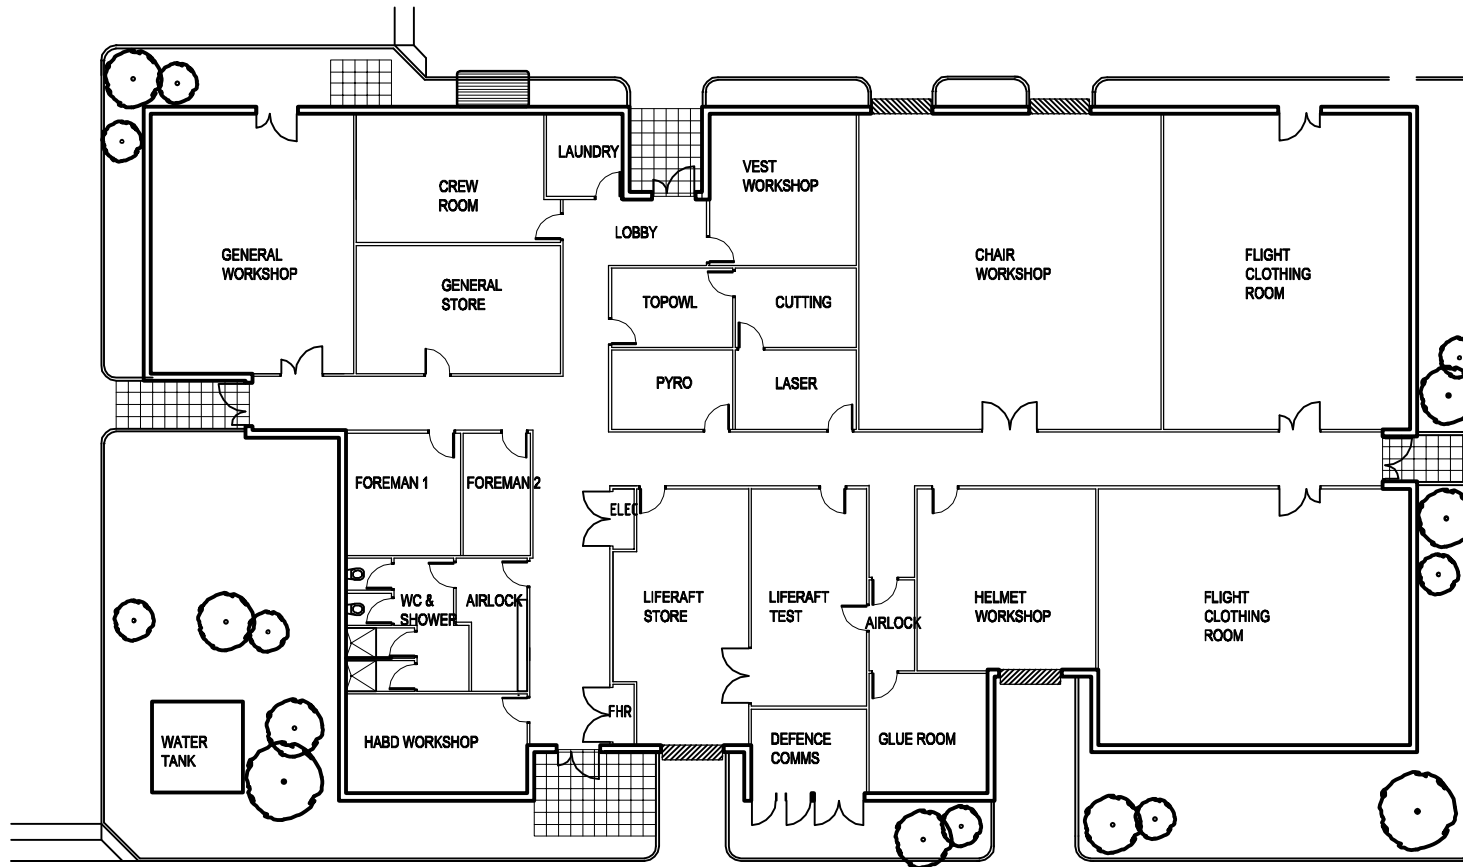 LAUNDRY
VEST
WORKSHOP
CREW
ROOM
LOBBY
GENERAL
WORKSHOP
CHAIR
WORKSHOP
FLIGHT
CLOTHING
ROOM
GENERAL
STORE
TOPOWL
CUTTING
PYRO
LASER
FOREMAN 1
FOREMAN 2
ELEC
WC &
SHOWER
AIRLOCK
LIFERAFT
STORE
LIFERAFT
TEST
AIRLOCK
HELMET
WORKSHOP
FLIGHT
CLOTHING
ROOM
FHR
WATER
TANK
HABD WORKSHOP
DEFENCE
COMMS
GLUE ROOM